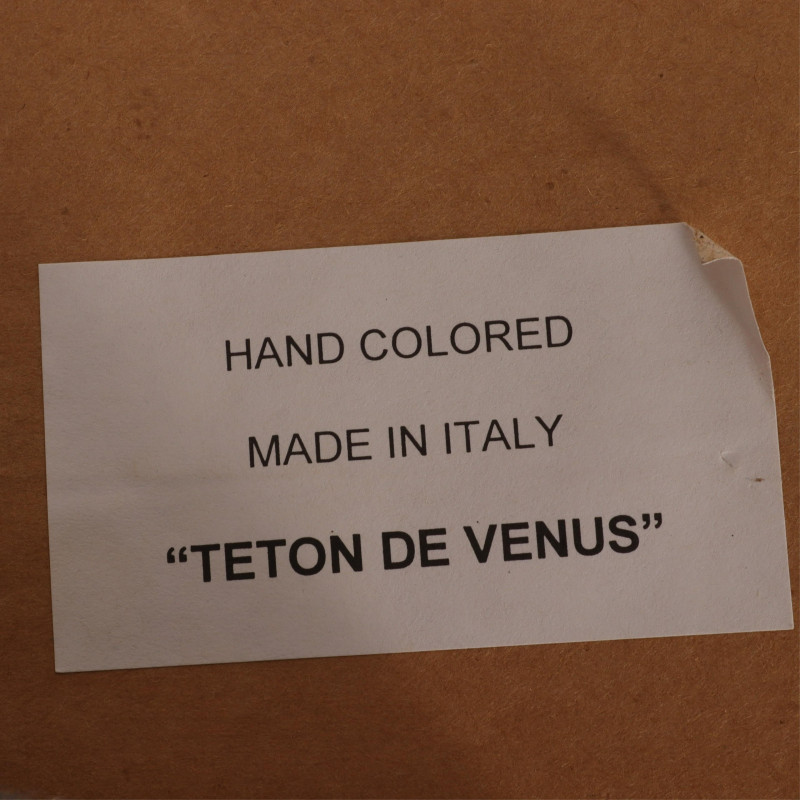 HAND COLORED
MADE IN ITALY
“TETON DE VENUS”